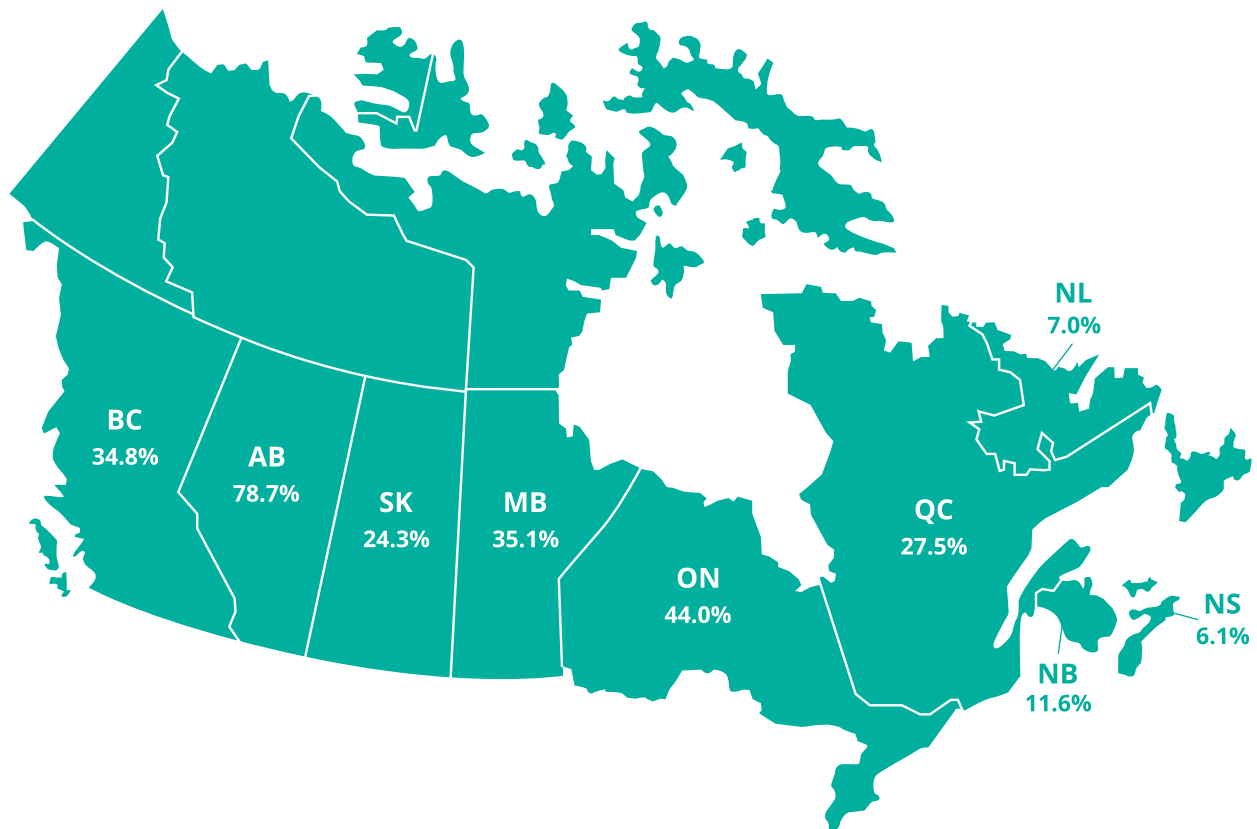 NL
7.0%
BC
34.8%
AB
78.7%
SK
24.3%
MB
35.1%
QC
27.5%
ON
44.0%
NS
6.1%
NB
11.6%